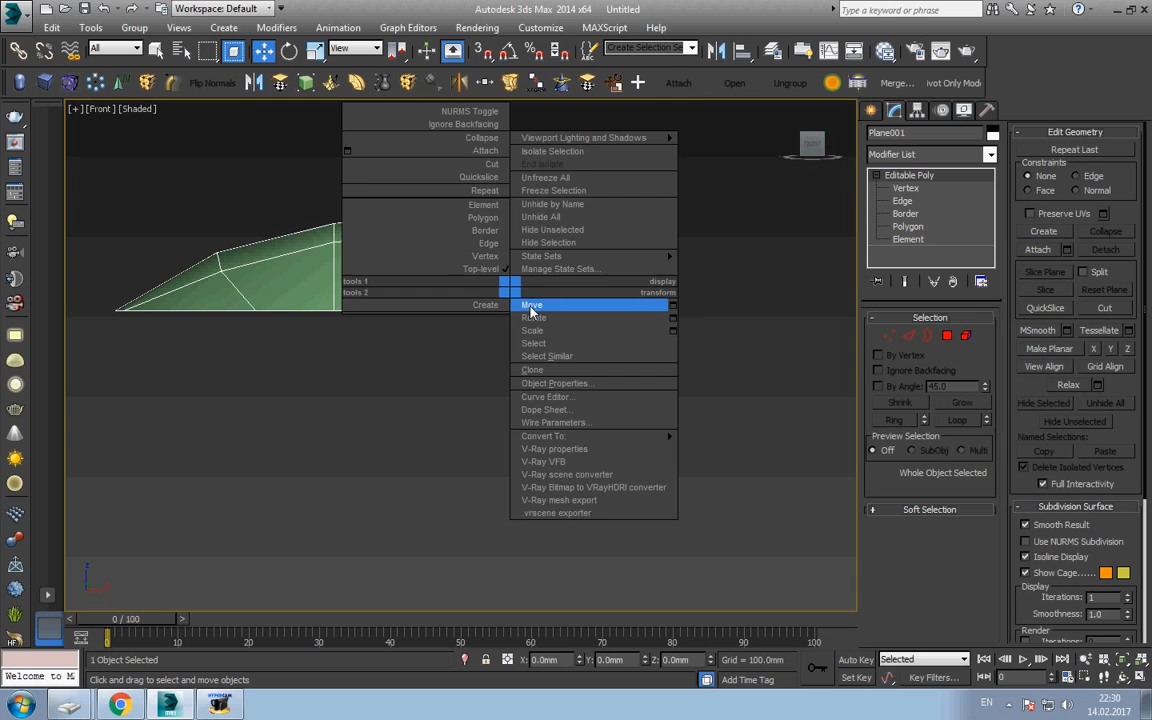 Workspace: Default
Autodesk 3ds Max 2014 x64 Untitled
Type a keyword or phrase
Edit Tools Group Views Create Modifiers Animation Graph Editors Rendering Customize MAXScript Help
All View Create Selection Se
Flip Normals Attach Open Ungroup Merge... ivot Only Modi
[+] [Front] [Shaded]
FRONT
NURMS Toggle
Ignore Backfacing
Collapse
Attach
Cut
Quickslice
Repeat
Element
Polygon
Border
Edge
Vertex
Top-level
tools 1
tools 2
Create
Viewport Lighting and Shadows
Isolate Selection
End Isolate
Unfreeze All
Freeze Selection
Unhide by Name
Unhide All
Hide Unselected
Hide Selection
State Sets
Manage State Sets...
display
transform
Move
Rotate
Scale
Select
Select Similar
Clone
Object Properties...
Curve Editor...
Dope Sheet...
Wire Parameters...
Convert To:
V-Ray properties
V-Ray VFB
V-Ray scene converter
V-Ray Bitmap to VRayHDRI converter
V-Ray mesh export
.vrscene exporter
z
Plane001
Modifier List
Editable Poly
Vertex
Edge
Border
Polygon
Element
Selection
By Vertex
Ignore Backfacing
By Angle: 45.0
Shrink Grow
Ring Loop
Preview Selection
Off SubObj Multi
Whole Object Selected
Soft Selection
Edit Geometry
Repeat Last
Constraints
None Edge
Face Normal
Preserve UVs
Create Collapse
Attach Detach
Slice Plane Split
Slice Reset Plane
QuickSlice Cut
MSmooth Tessellate
Make Planar X Y Z
View Align Grid Align
Relax
Hide Selected Unhide All
Hide Unselected
Named Selections:
Copy Paste
Delete Isolated Vertices
Full Interactivity
Subdivision Surface
Smooth Result
Use NURMS Subdivision
Isoline Display
Show Cage......
Display
Iterations: 1
Smoothness: 1.0
Render
Iterations: 0
0 / 100
0 10 20 30 40 50 60 70 80 90 100
1 Object Selected X: 0.0mm Y: 0.0mm Z: 0.0mm Grid = 100.0mm Auto Key Selected
Welcome to M Click and drag to select and move objects Add Time Tag Set Key Key Filters... 0
EN 22:30
14.02.2017